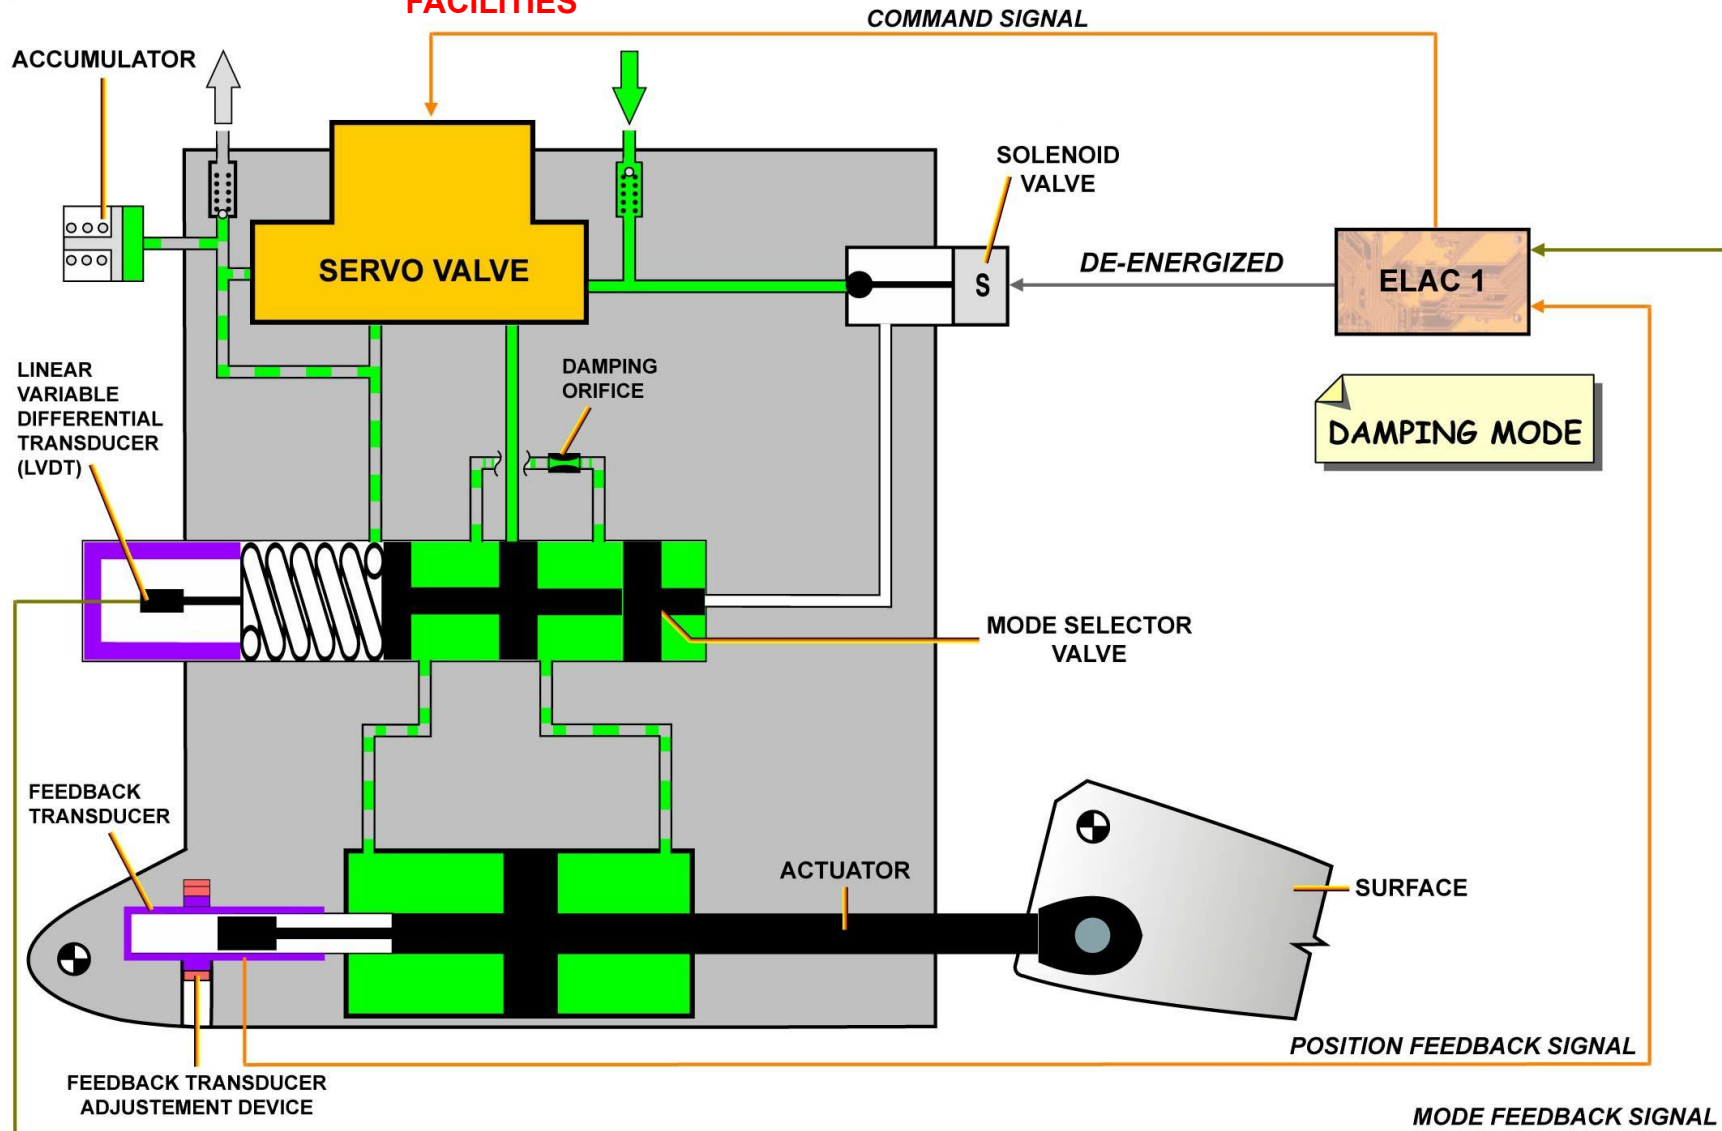 FACILITIES
COMMAND SIGNAL
ACCUMULATOR
SOLENOID
VALVE
SERVO VALVE
S
DE-ENERGIZED
ELAC 1
LINEAR
VARIABLE
DIFFERENTIAL
TRANSDUCER
(LVDT)
DAMPING
ORIFICE
DAMPING MODE
MODE SELECTOR
VALVE
FEEDBACK
TRANSDUCER
ACTUATOR
SURFACE
POSITION FEEDBACK SIGNAL
FEEDBACK TRANSDUCER
ADJUSTEMENT DEVICE
MODE FEEDBACK SIGNAL